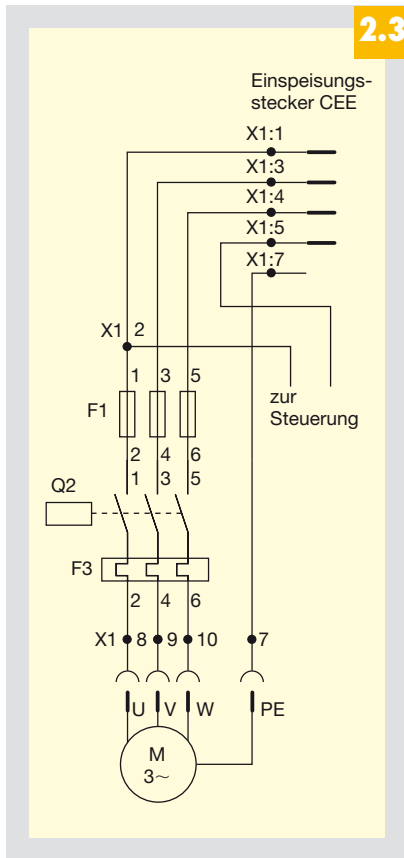 2.3
Einspeisungs-
stecker CEE
X1:1
X1:3
X1:4
X1:5
X1:7
X1 2
1 3 5
F1
zur
Steuerung
2 4 6
1 3 5
Q2
F3
2 4 6
X1 8 9 10 7
U V W PE
M
3~